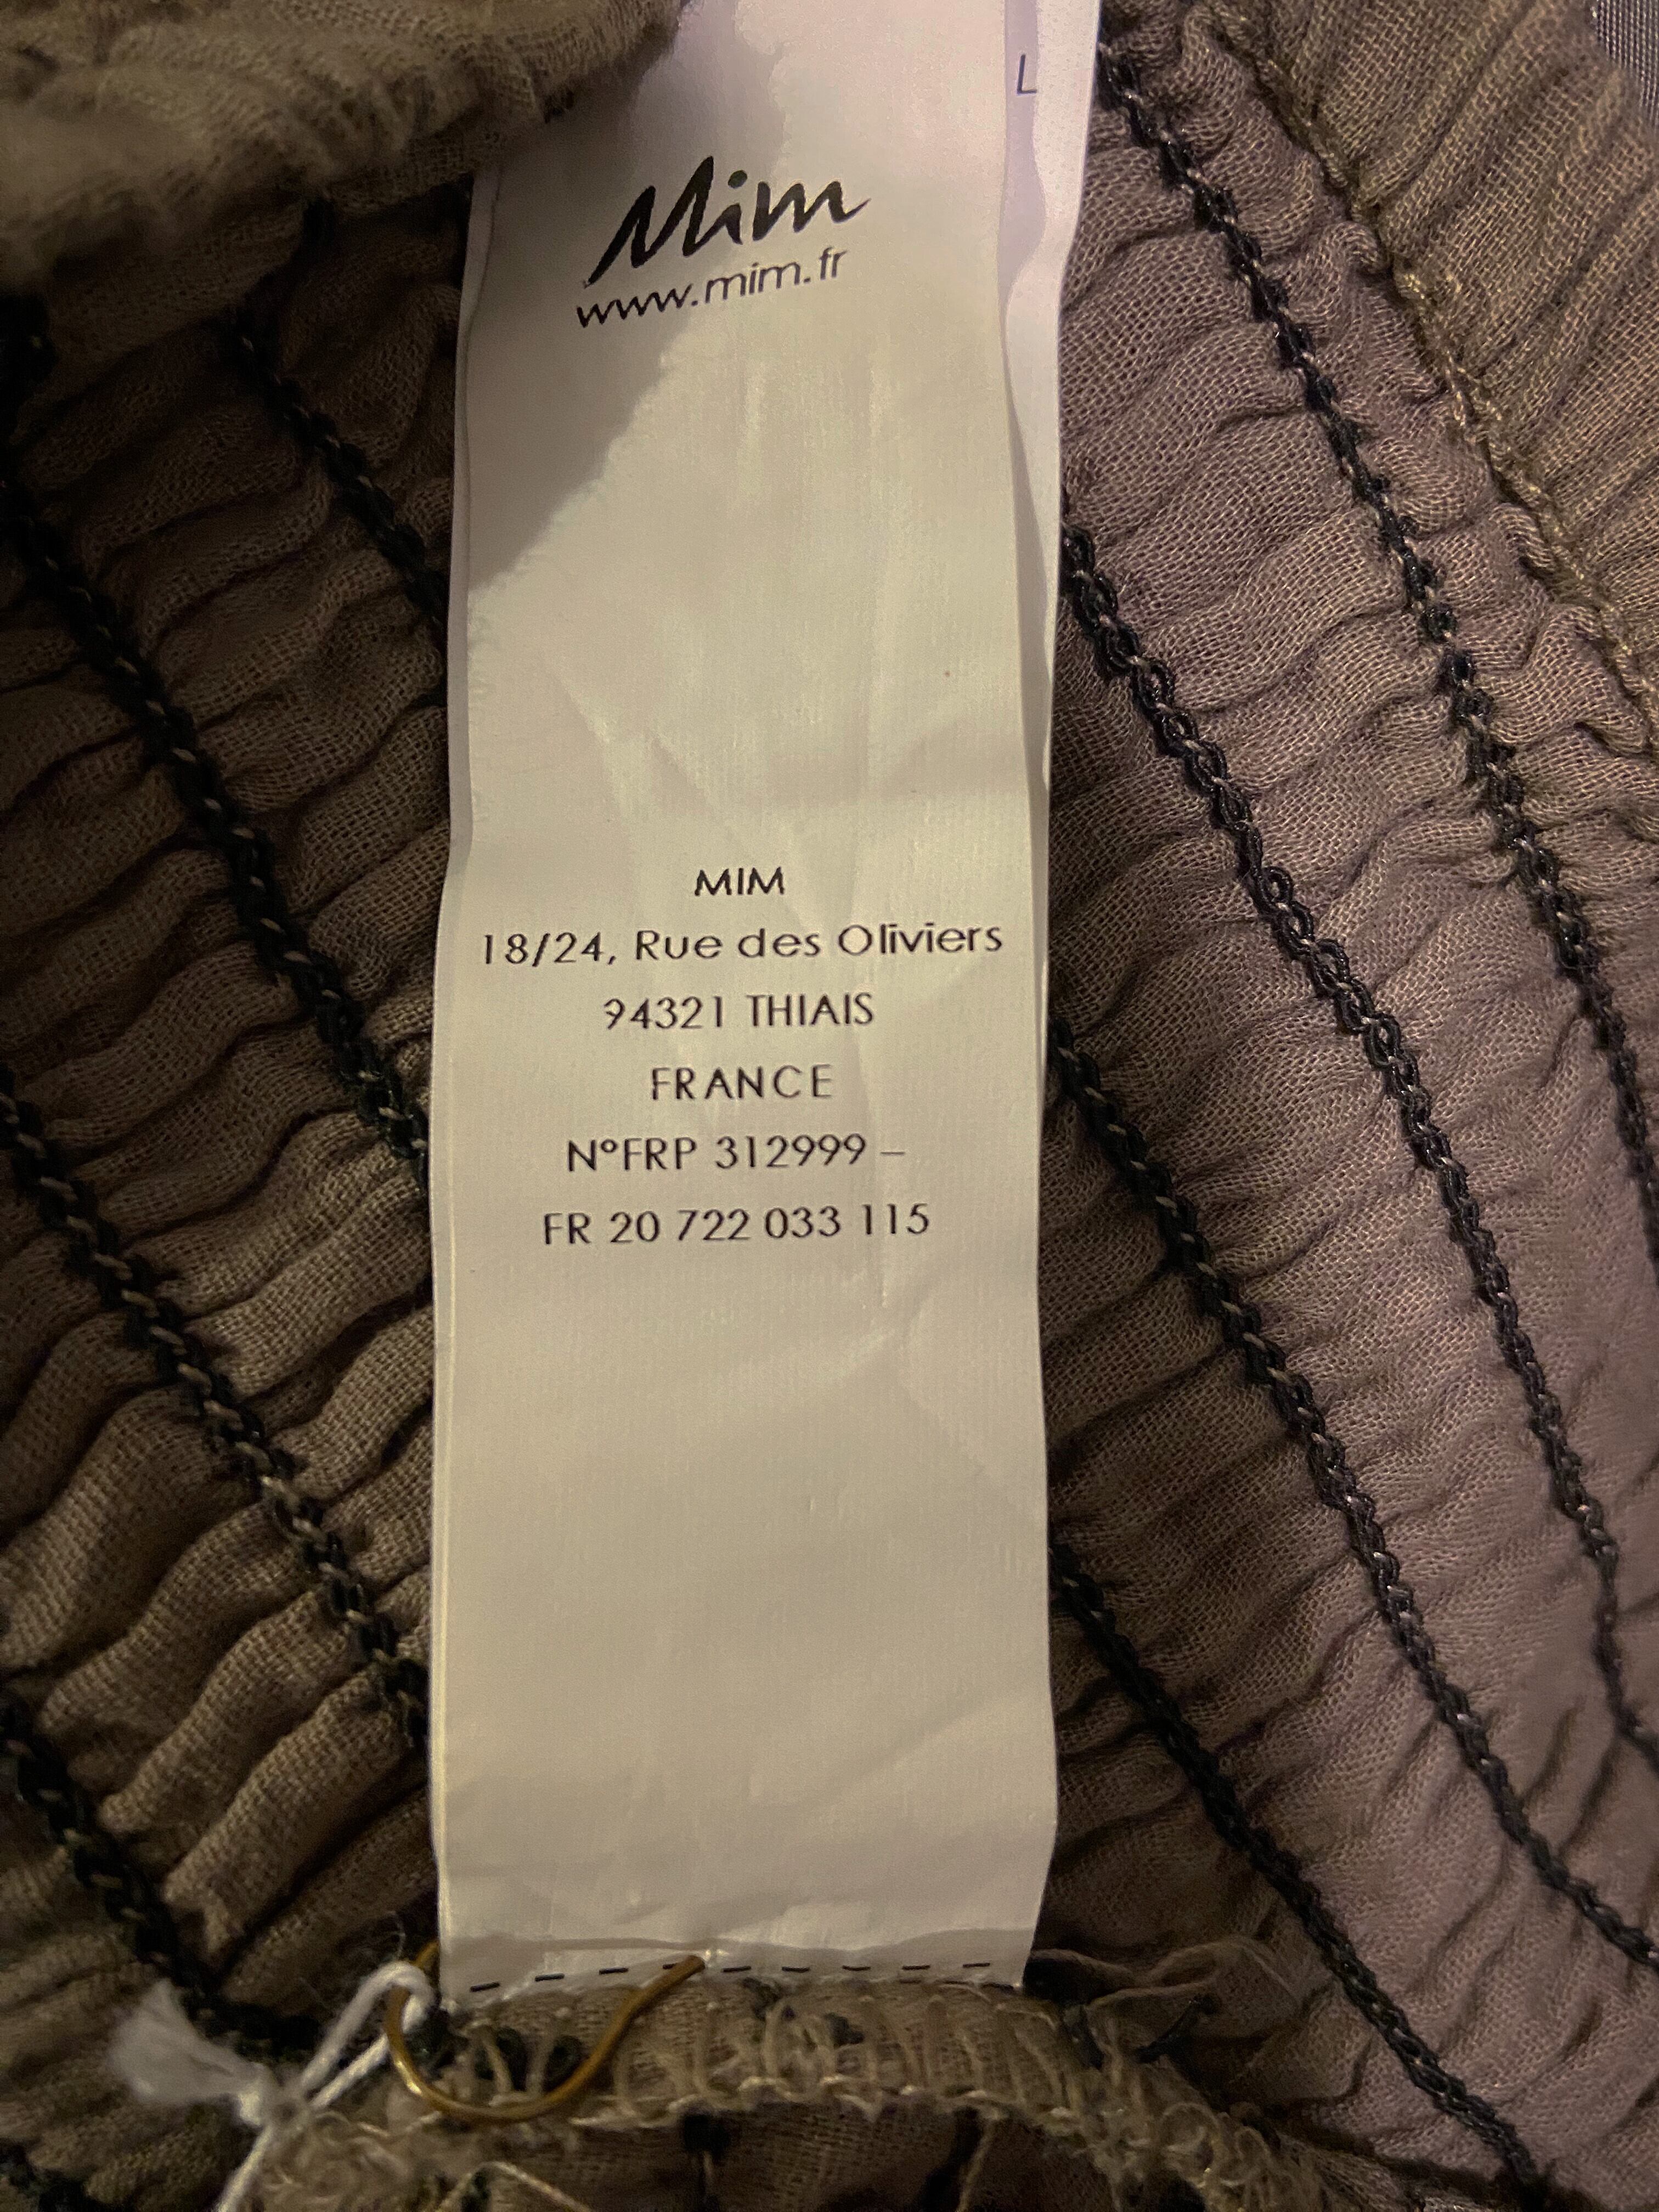 L
Mim
www.mim.fr
MIM
18/24, Rue des Oliviers
94321 THIAIS
FRANCE
N°FRP 312999 –
FR 20 722 033 115